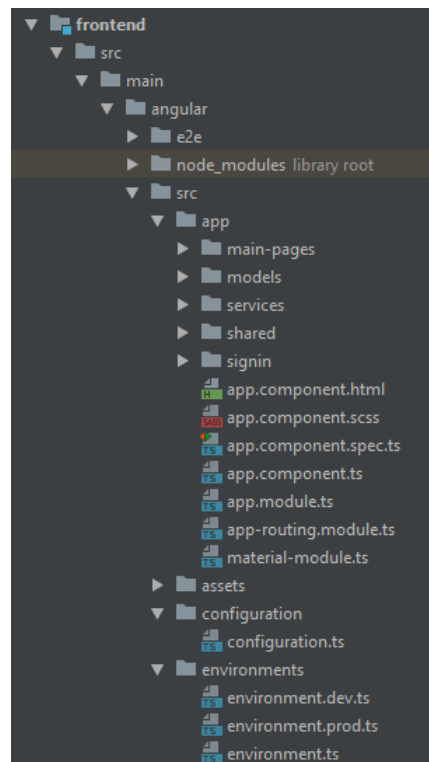 frontend
src
main
angular
e2e
node_modules library root
src
app
main-pages
models
services
shared
signin
app.component.html
app.component.scss
app.component.spec.ts
app.component.ts
app.module.ts
app-routing.module.ts
material-module.ts
assets
configuration
configuration.ts
environments
environment.dev.ts
environment.prod.ts
environment.ts